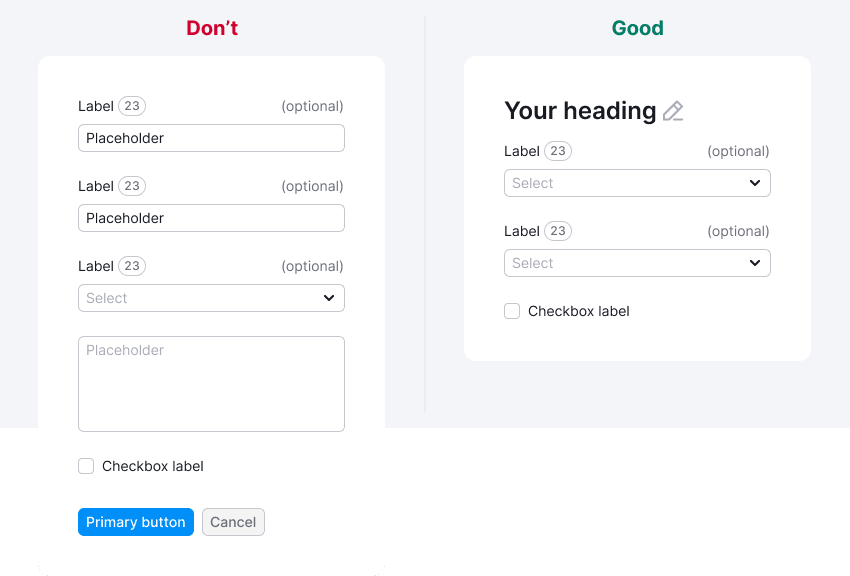 Don't
Label 23 (optional)
Placeholder
Label 23 (optional)
Placeholder
Label 23 (optional)
Select
Placeholder
Checkbox label
Primary button Cancel
Good
Your heading
Label 23 (optional)
Select
Label 23 (optional)
Select
Checkbox label